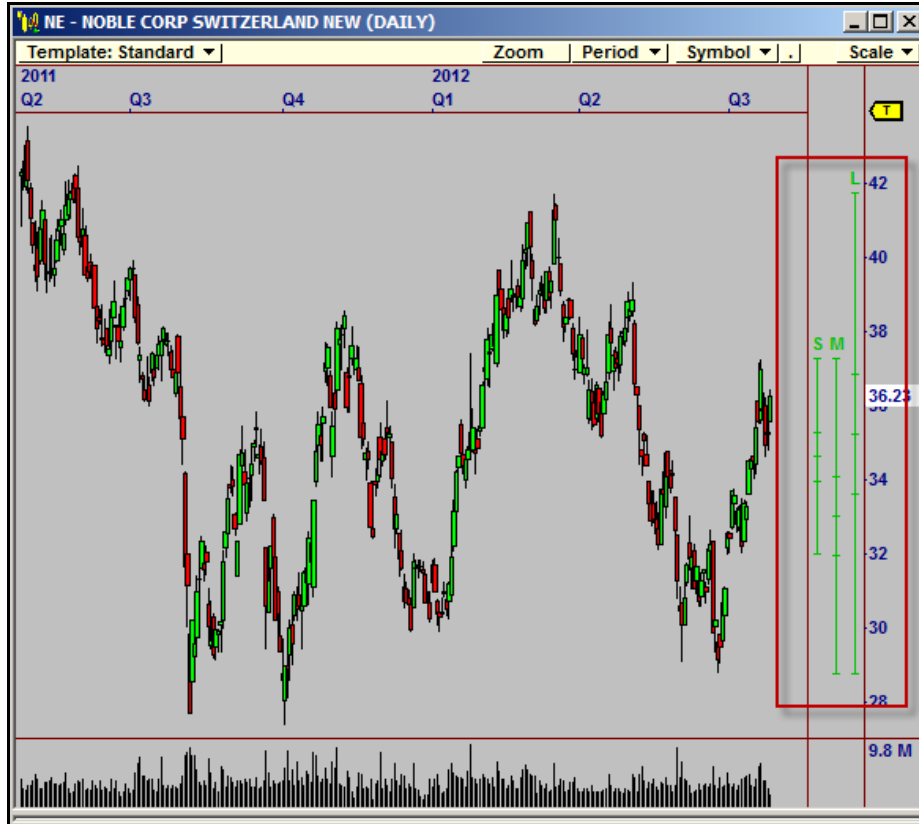 NE - NOBLE CORP SWITZERLAND NEW (DAILY)
Template: Standard Zoom Period Symbol . Scale
2011 2012
Q2 Q3 Q4 Q1 Q2 Q3
T
L
42
40
38
S M
36.23
36
34
32
30
28
9.8 M